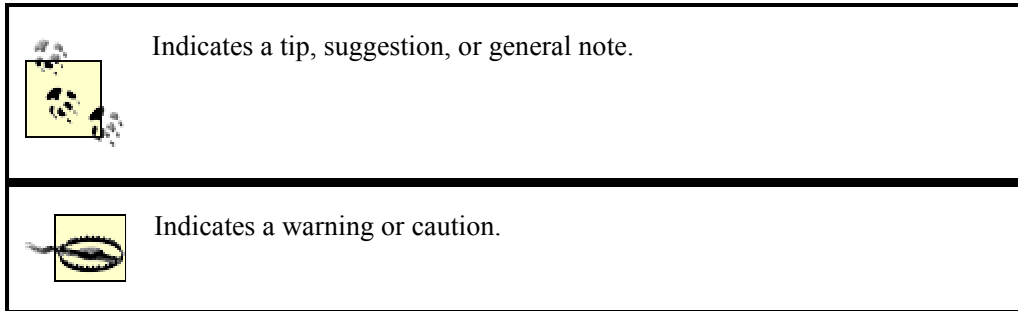 Indicates a tip, suggestion, or general note.
Indicates a warning or caution.